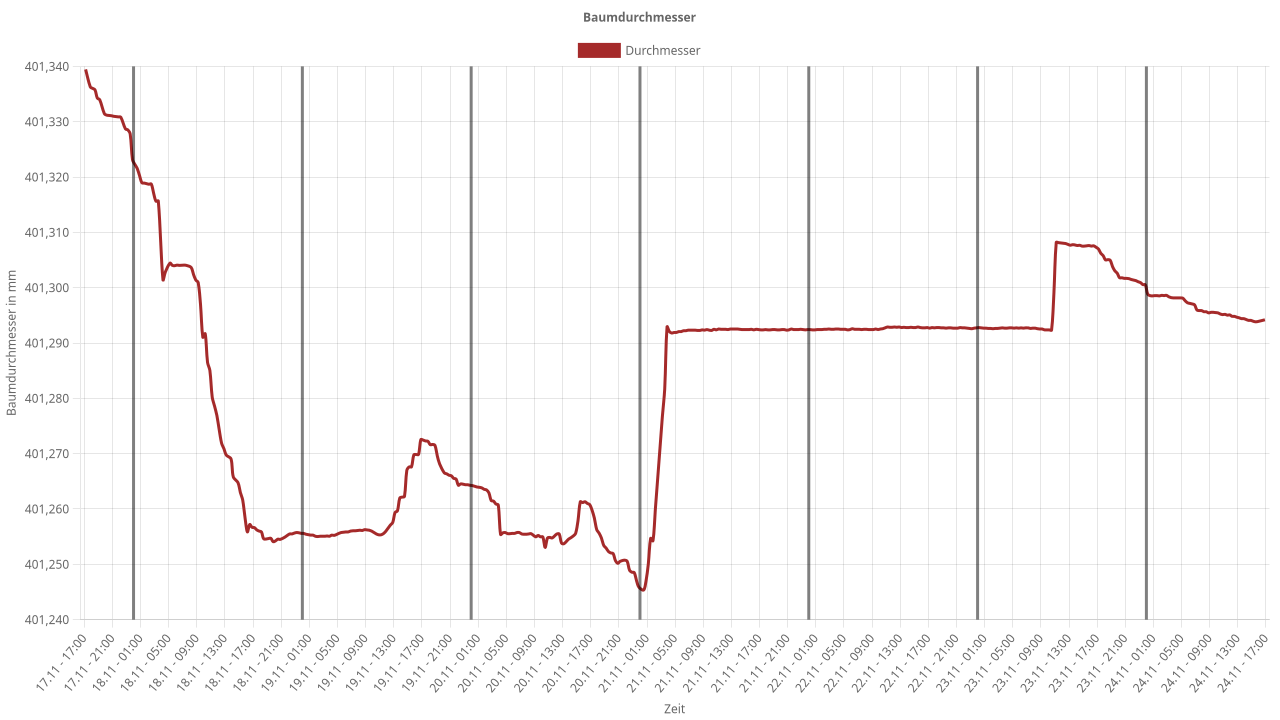 Baumdurchmesser
Durchmesser
401,340
401,330
401,320
401,310
401,300
401,290
401,280
401,270
401,260
401,250
401,240
Baumdurchmesser in mm
17.11 - 17:00
17.11 - 21:00
18.11 - 01:00
18.11 - 05:00
18.11 - 09:00
18.11 - 13:00
18.11 - 17:00
18.11 - 21:00
19.11 - 01:00
19.11 - 05:00
19.11 - 09:00
19.11 - 13:00
19.11 - 17:00
19.11 - 21:00
20.11 - 01:00
20.11 - 05:00
20.11 - 09:00
20.11 - 13:00
20.11 - 17:00
20.11 - 21:00
21.11 - 01:00
21.11 - 05:00
21.11 - 09:00
21.11 - 13:00
21.11 - 17:00
21.11 - 21:00
22.11 - 01:00
22.11 - 05:00
22.11 - 09:00
22.11 - 13:00
22.11 - 17:00
22.11 - 21:00
23.11 - 01:00
23.11 - 05:00
23.11 - 09:00
23.11 - 13:00
23.11 - 17:00
23.11 - 21:00
24.11 - 01:00
24.11 - 05:00
24.11 - 09:00
24.11 - 13:00
24.11 - 17:00
Zeit